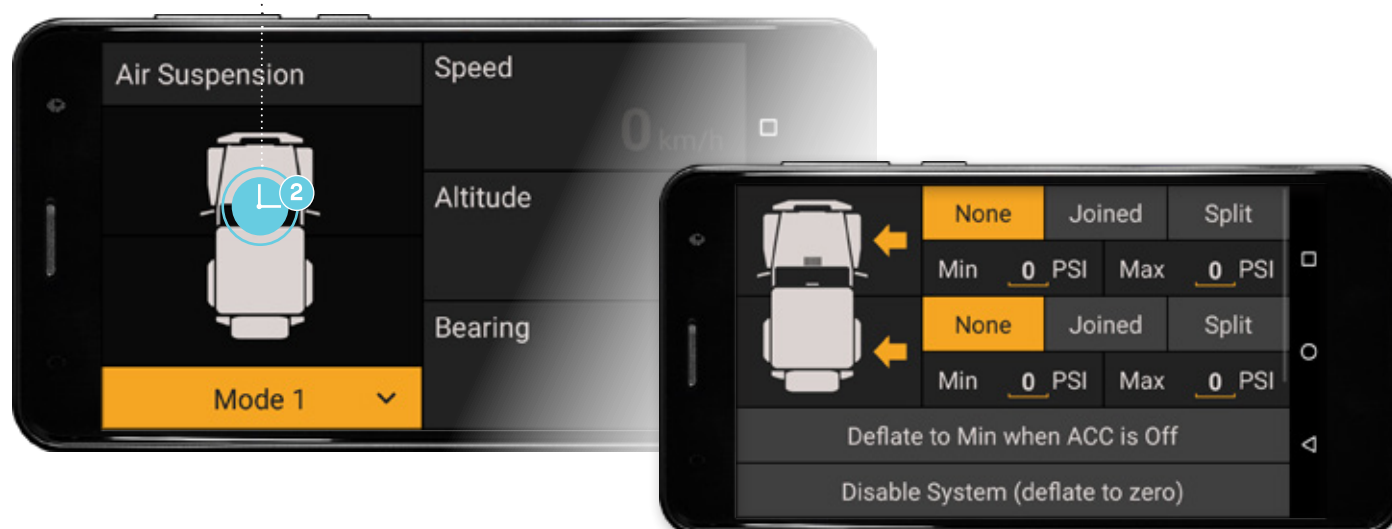 Air Suspension
Speed
0 km/h
2
Altitude
Bearing
Mode 1
None Joined Split
Min 0 PSI Max 0 PSI
None Joined Split
Min 0 PSI Max 0 PSI
Deflate to Min when ACC is Off
Disable System (deflate to zero)